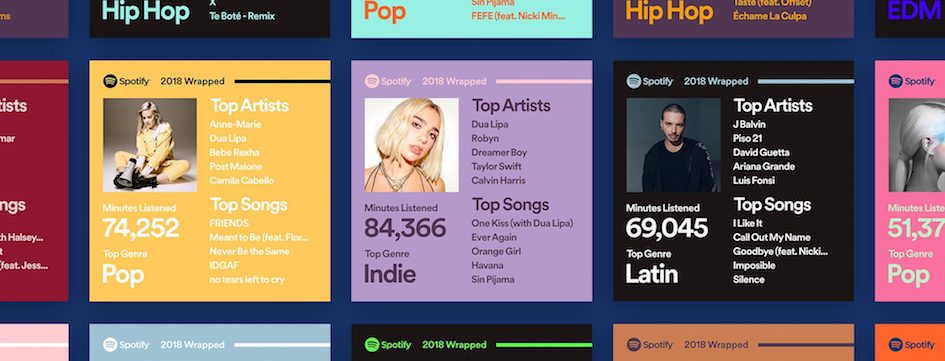 ms
Hip Hop
X
Te Boté - Remix
Pop
Sin Pijama
FEFE (feat. Nicki Min...
Hip Hop
Taste (feat. Offset)
Échame La Culpa
EDM
tists
mar
ngs
th Halsey...
(feat. Jess...
Spotify
2018 Wrapped
Top Artists
Anne-Marie
Dua Lipa
Bebe Rexha
Post Malone
Camila Cabello
Minutes Listened
74,252
Top Genre
Pop
Top Songs
FRIENDS
Meant to Be (feat. Flor...
Never Be the Same
IDGAF
no tears left to cry
Spotify
2018 Wrapped
Top Artists
Dua Lipa
Robyn
Dreamer Boy
Taylor Swift
Calvin Harris
Minutes Listened
84,366
Top Genre
Indie
Top Songs
One Kiss (with Dua Lipa)
Ever Again
Orange Girl
Havana
Sin Pijama
Spotify
2018 Wrapped
Top Artists
J Balvin
Piso 21
David Guetta
Ariana Grande
Luis Fonsi
Minutes Listened
69,045
Top Genre
Latin
Top Songs
I Like It
Call Out My Name
Goodbye (feat. Nicki...
Imposible
Silence
Spotify
Minutes Liste
51,37
Top Genre
Pop
Spotify
2018 Wrapped
Spotify
2018 Wrapped
Spotify
2018 Wrapped
Spotify